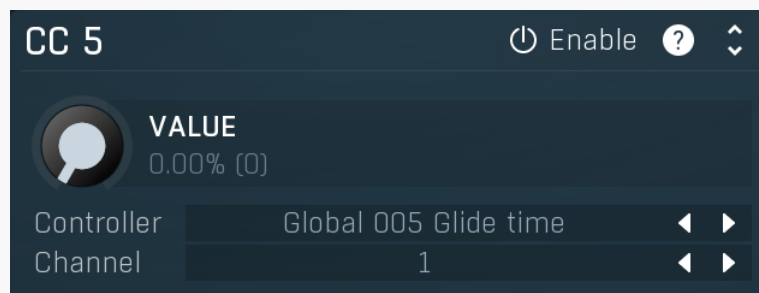 CC 5 Enable ?
VALUE
0.00% (0)
Controller Global 005 Glide time
Channel 1